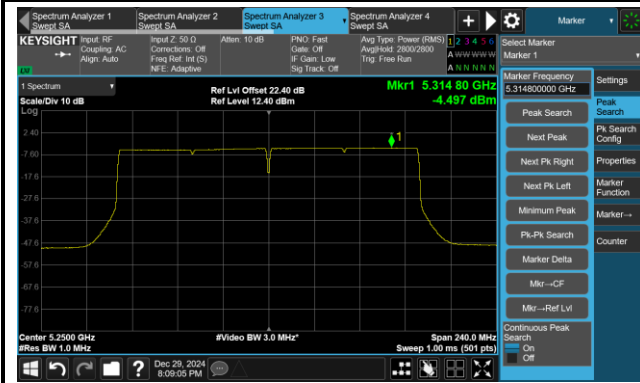 Spectrum Analyzer 1
Swept SA
Spectrum Analyzer 2
Swept SA
Spectrum Analyzer 3
Swept SA
Spectrum Analyzer 4
Swept SA
Marker
KEYSIGHT
Input: RF
Coupling: AC
Align: Auto
Input Z: 50 Ω
Corrections: Off
Freq Ref: Int (S)
NFE: Adaptive
Atten: 10 dB
PNO: Fast
Gate: Off
IF Gain: Low
Sig Track: Off
Avg Type: Power (RMS)
Avg|Hold: 2800/2800
Trig: Free Run
1 2 3 4 5 6
A W W W W W
A N N N N N
LV
Select Marker
Marker 1
1 Spectrum
Scale/Div 10 dB
Log
Ref Lvl Offset 22.40 dB
Ref Level 12.40 dBm
Mkr1 5.314 80 GHz
-4.497 dBm
1
2.40
-7.60
-17.6
-27.6
-37.6
-47.6
-57.6
-67.6
-77.6
Center 5.2500 GHz
#Res BW 1.0 MHz
#Video BW 3.0 MHz*
Span 240.0 MHz
Sweep 1.00 ms (501 pts)
Marker Frequency
5.314800000 GHz
Peak Search
Next Peak
Next Pk Right
Next Pk Left
Minimum Peak
Pk-Pk Search
Marker Delta
Mkr→CF
Mkr→Ref Lvl
Continuous Peak
Search
On
Off
Settings
Peak
Search
Pk Search
Config
Properties
Marker
Function
Marker→
Counter
?
Dec 29, 2024
8:09:05 PM